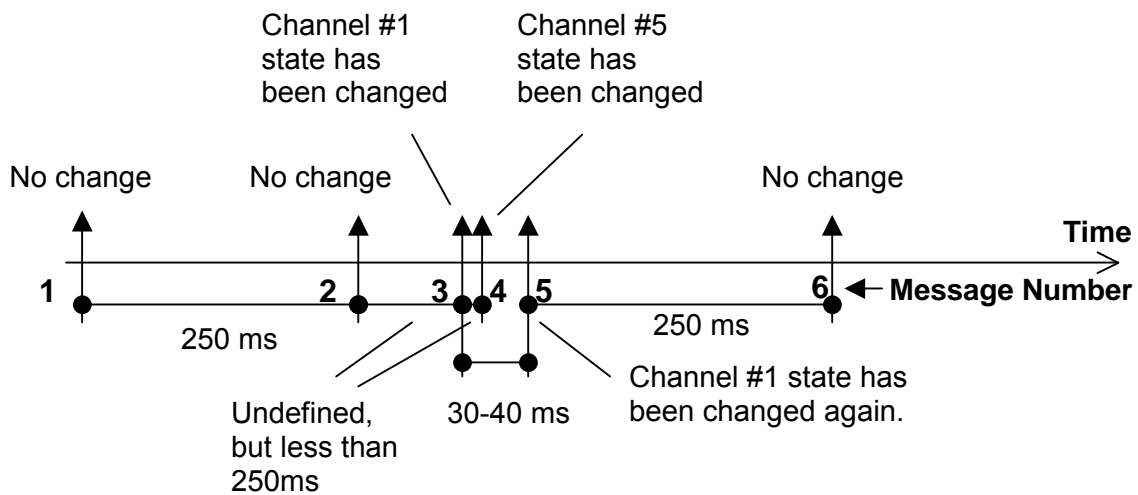 Channel #1
state has
been changed
Channel #5
state has
been changed
No change
No change
No change
Time
1
2
3
4
5
6
Message Number
250 ms
250 ms
Undefined,
but less than
250ms
30-40 ms
Channel #1 state has
been changed again.